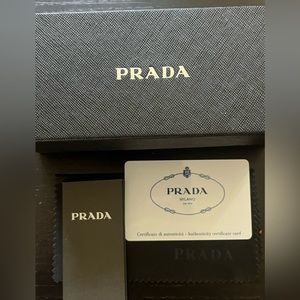 PRADA
PRADA
PRADA
MILANO
Certificato di autenticità - Authenticity certificate card
PRADA